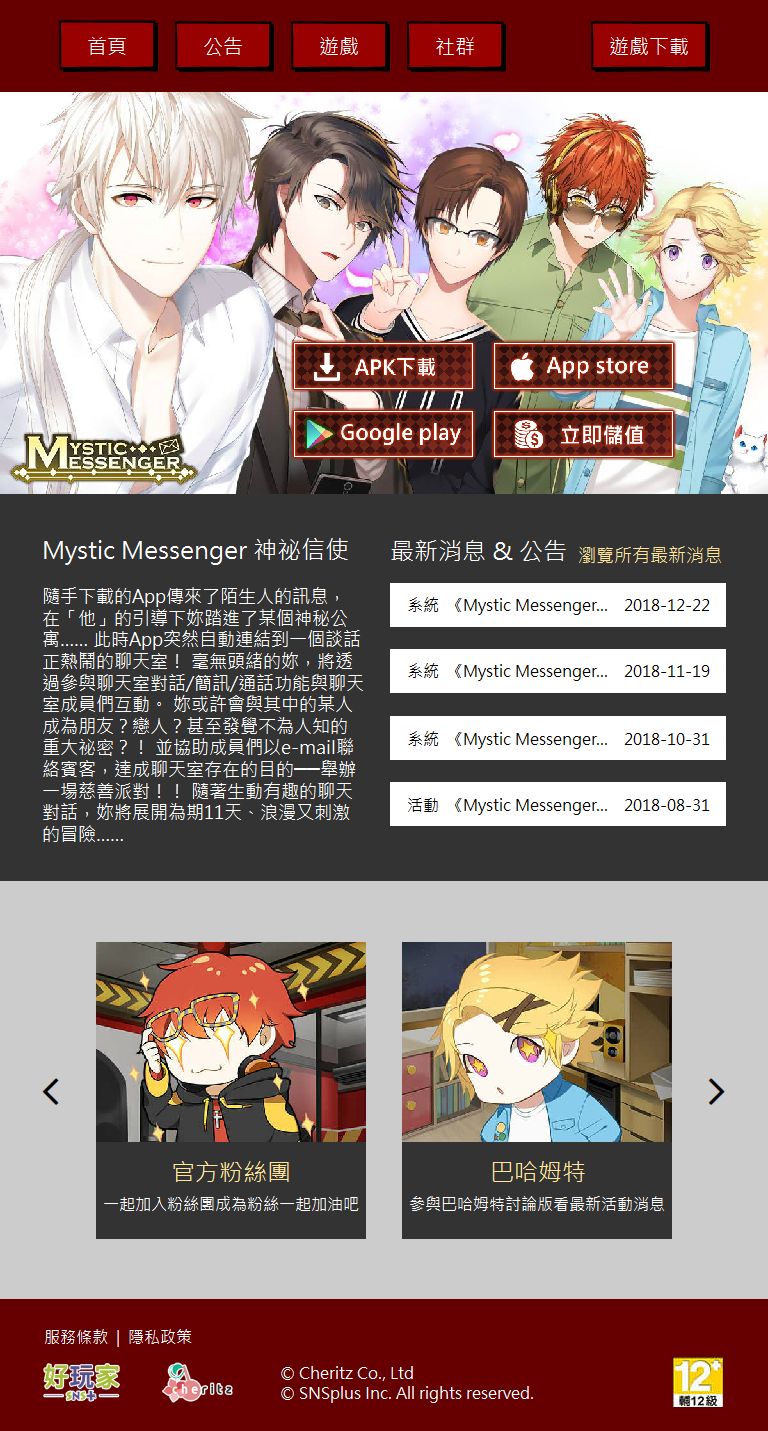 首頁
公告
遊戲
社群
遊戲下載
APK下載
App store
Google play
立即儲值
MYSTIC
MESSENGER
Mystic Messenger 神祕信使
隨手下載的App傳來了陌生人的訊息，
在「他」的引導下妳踏進了某個神秘公
寓...... 此時App突然自動連結到一個談話
正熱鬧的聊天室！ 毫無頭緒的妳，將透
過參與聊天室對話/簡訊/通話功能與聊天
室成員們互動。 妳或許會與其中的某人
成為朋友？戀人？甚至發覺不為人知的
重大祕密？！ 並協助成員們以e-mail聯
絡賓客，達成聊天室存在的目的──舉辦
一場慈善派對！！ 隨著生動有趣的聊天
對話，妳將展開為期11天、浪漫又刺激
的冒險......
最新消息 & 公告 瀏覽所有最新消息
系統 《Mystic Messenger... 2018-12-22
系統 《Mystic Messenger... 2018-11-19
系統 《Mystic Messenger... 2018-10-31
活動 《Mystic Messenger... 2018-08-31
官方粉絲團
一起加入粉絲團成為粉絲一起加油吧
巴哈姆特
參與巴哈姆特討論版看最新活動消息
服務條款 | 隱私政策
好玩家
SNS+
cheritz
© Cheritz Co., Ltd
© SNSplus Inc. All rights reserved.
12+
輔12級